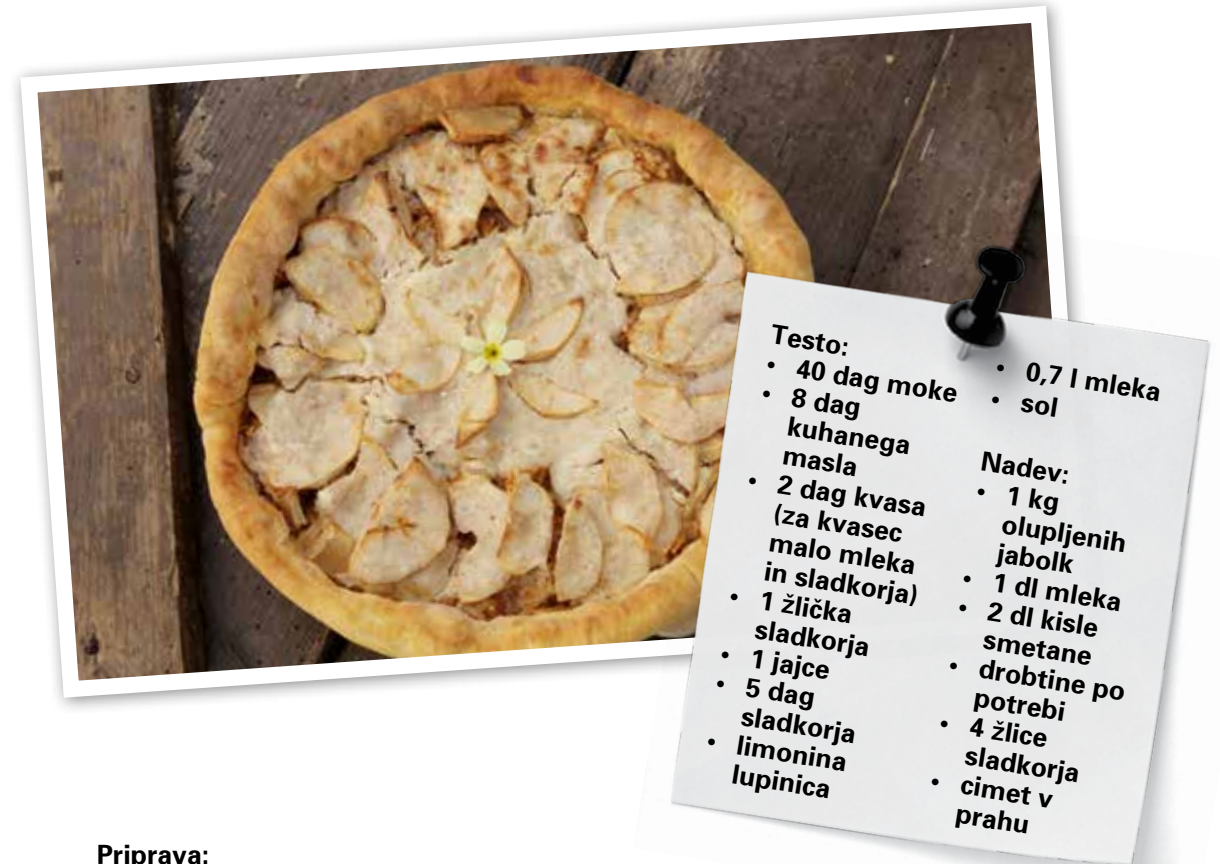 Testo:
• 40 dag moke
• 8 dag
kuhanega
masla
• 2 dag kvasa
(za kvasec
malo mleka
in sladkorja)
• 1 žlička
sladkorja
• 1 jajce
• 5 dag
sladkorja
• limonina
lupinica
• 0,7 l mleka
• sol
Nadev:
• 1 kg
olupljenih
jabolk
• 1 dl mleka
• 2 dl kisle
smetane
• drobtine po
potrebi
• 4 žlice
sladkorja
• cimet v
prahu
Priprava: